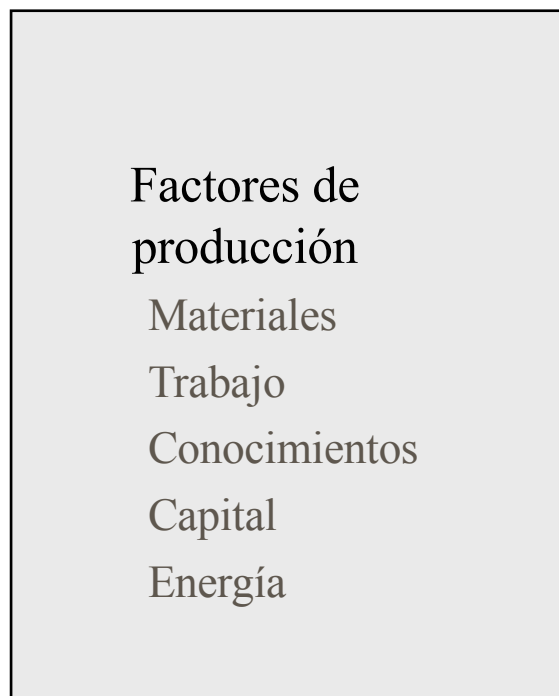 Factores de
producción
Materiales
Trabajo
Conocimientos
Capital
Energía